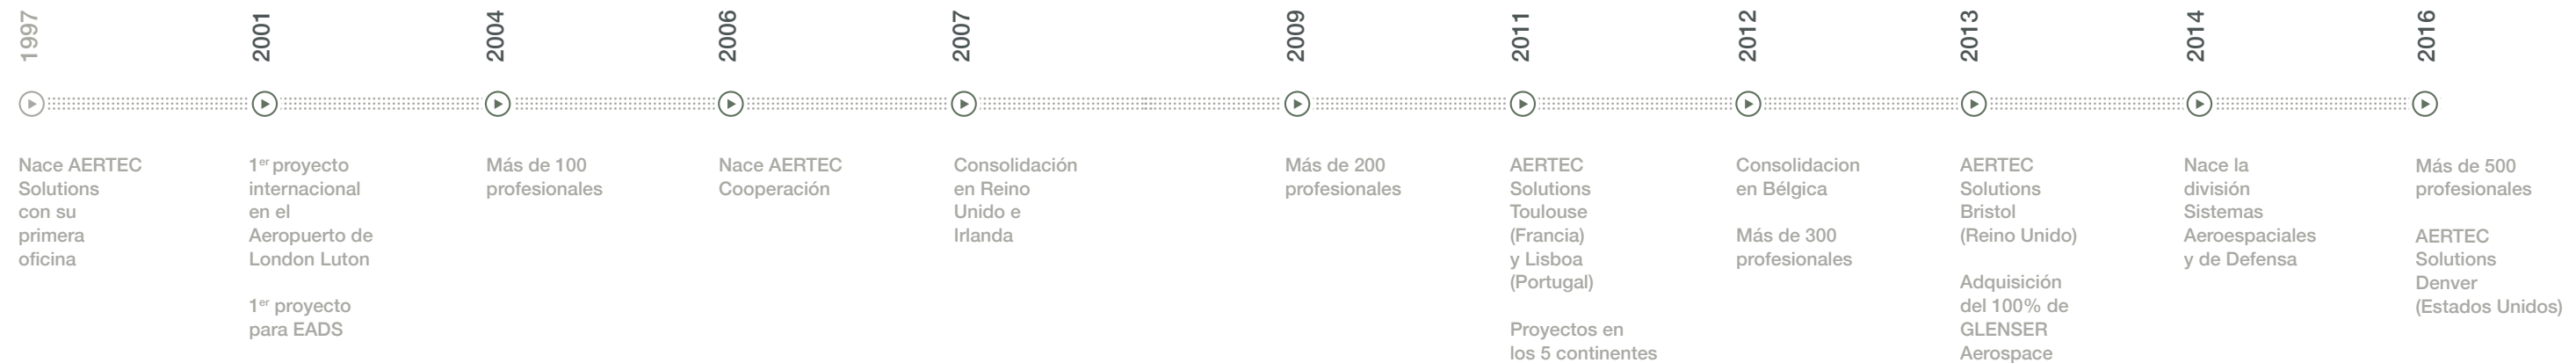 1997
Nace AERTEC
Solutions
con su
primera
oficina
2001
1er proyecto
internacional
en el
Aeropuerto de
London Luton
1er proyecto
para EADS
2004
Más de 100
profesionales
2006
Nace AERTEC
Cooperación
2007
Consolidación
en Reino
Unido e
Irlanda
2009
Más de 200
profesionales
2011
AERTEC
Solutions
Toulouse
(Francia)
y Lisboa
(Portugal)
Proyectos en
los 5 continentes
2012
Consolidacion
en Bélgica
Más de 300
profesionales
2013
AERTEC
Solutions
Bristol
(Reino Unido)
Adquisición
del 100% de
GLENSER
Aerospace
2014
Nace la
división
Sistemas
Aeroespaciales
y de Defensa
2016
Más de 500
profesionales
AERTEC
Solutions
Denver
(Estados Unidos)